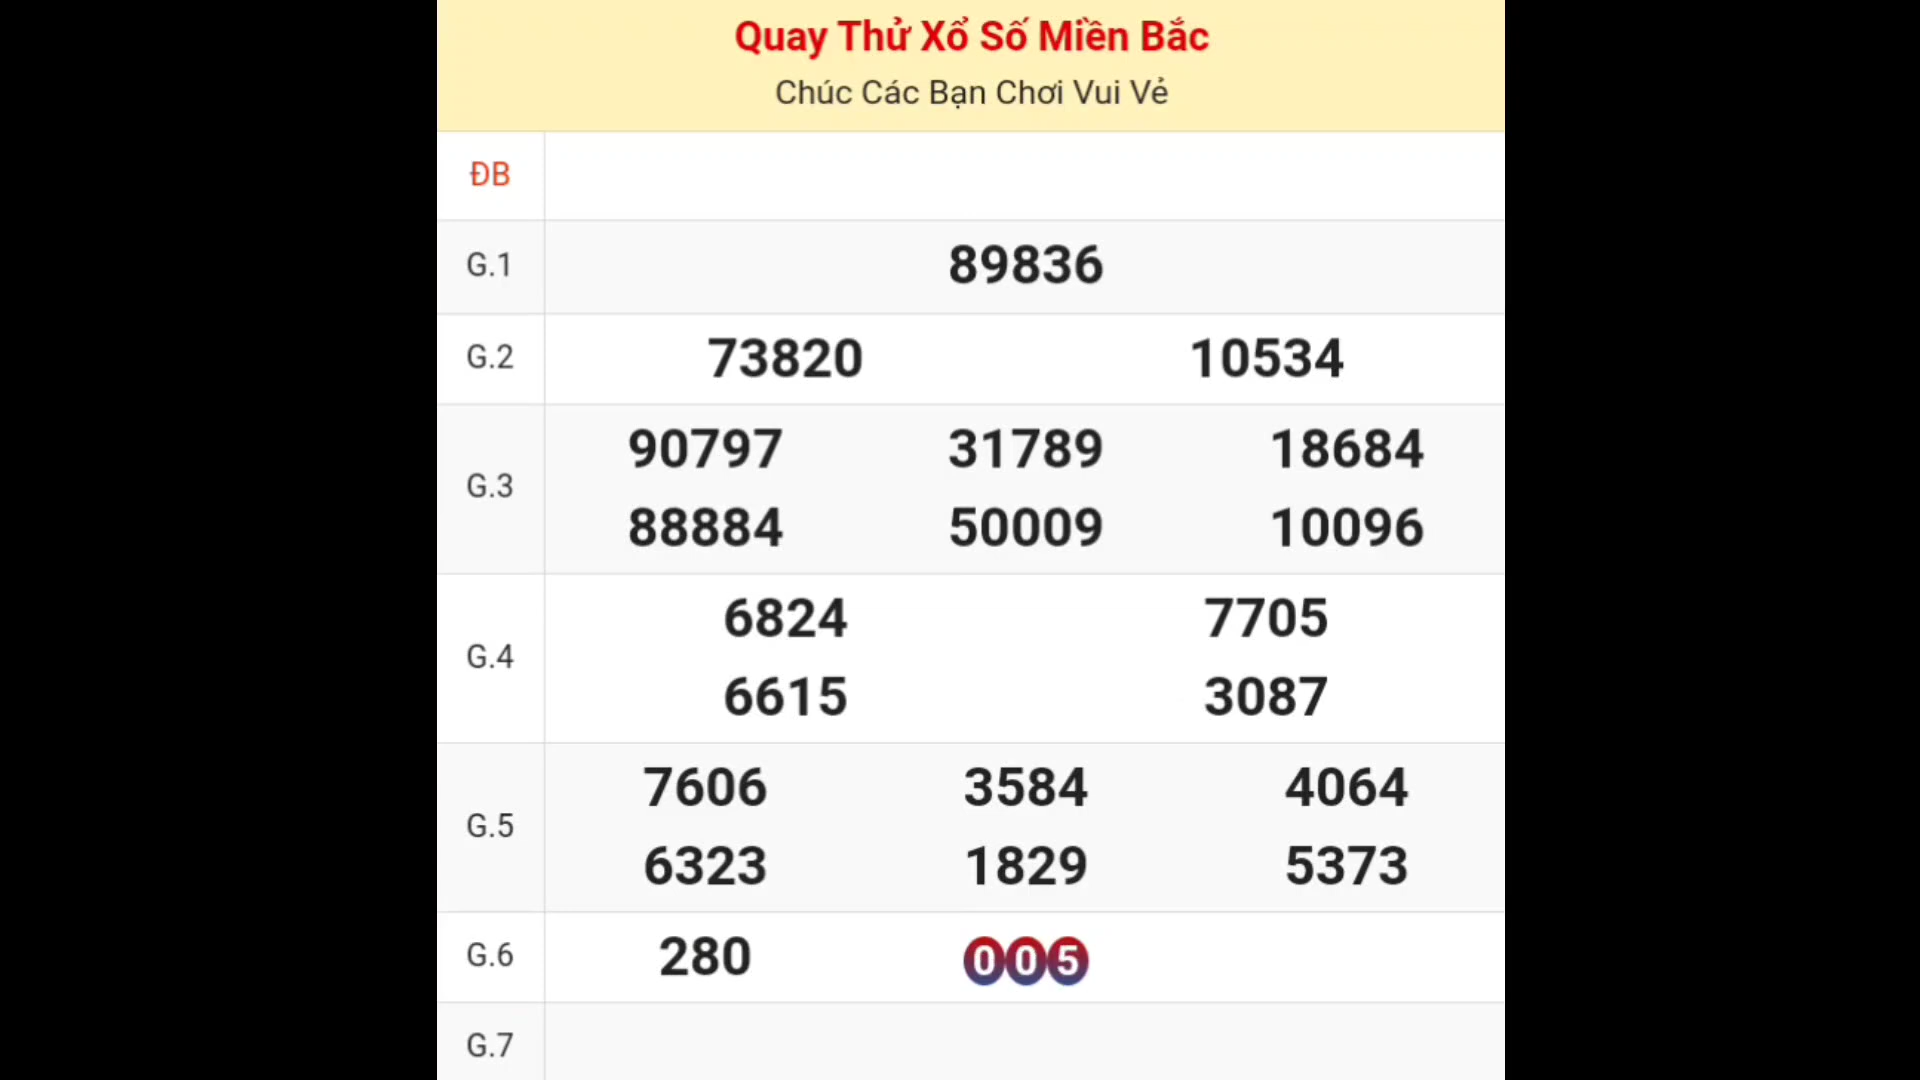 Quay Thử Xổ Số Miền Bắc
Chúc Các Bạn Chơi Vui Vẻ
ĐB
G.1 89836
G.2 73820 10534
G.3
90797 31789 18684
88884 50009 10096
G.4
6824 7705
6615 3087
G.5
7606 3584 4064
6323 1829 5373
G.6 280 005
G.7